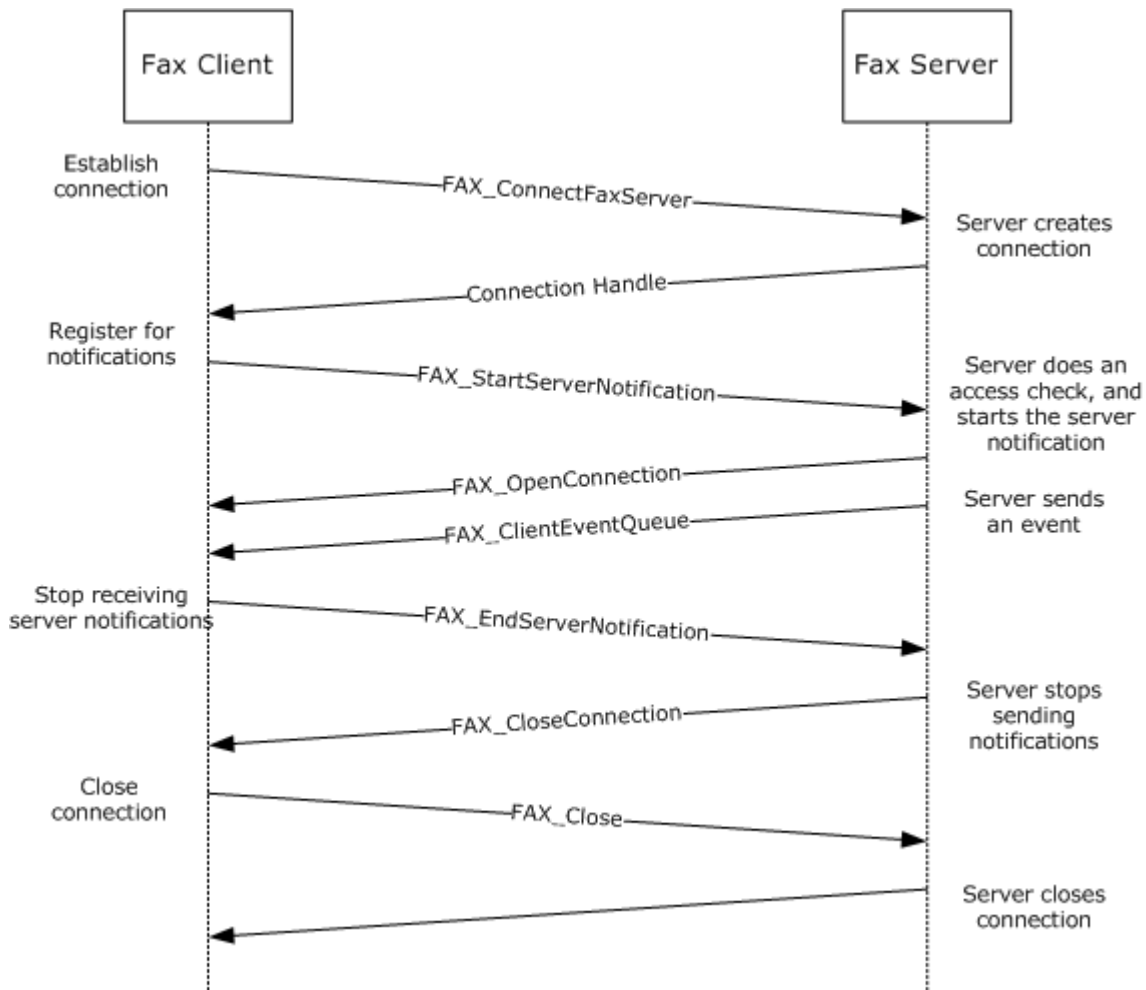 Fax Client
Fax Server
Establish
connection
FAX_ConnectFaxServer
Server creates
connection
Connection Handle
Register for
notifications
FAX_StartServerNotification
Server does an
access check, and
starts the server
notification
FAX_OpenConnection
Server sends
an event
FAX_ClientEventQueue
Stop receiving
server notifications
FAX_EndServerNotification
Server stops
sending
notifications
FAX_CloseConnection
Close
connection
FAX_Close
Server closes
connection